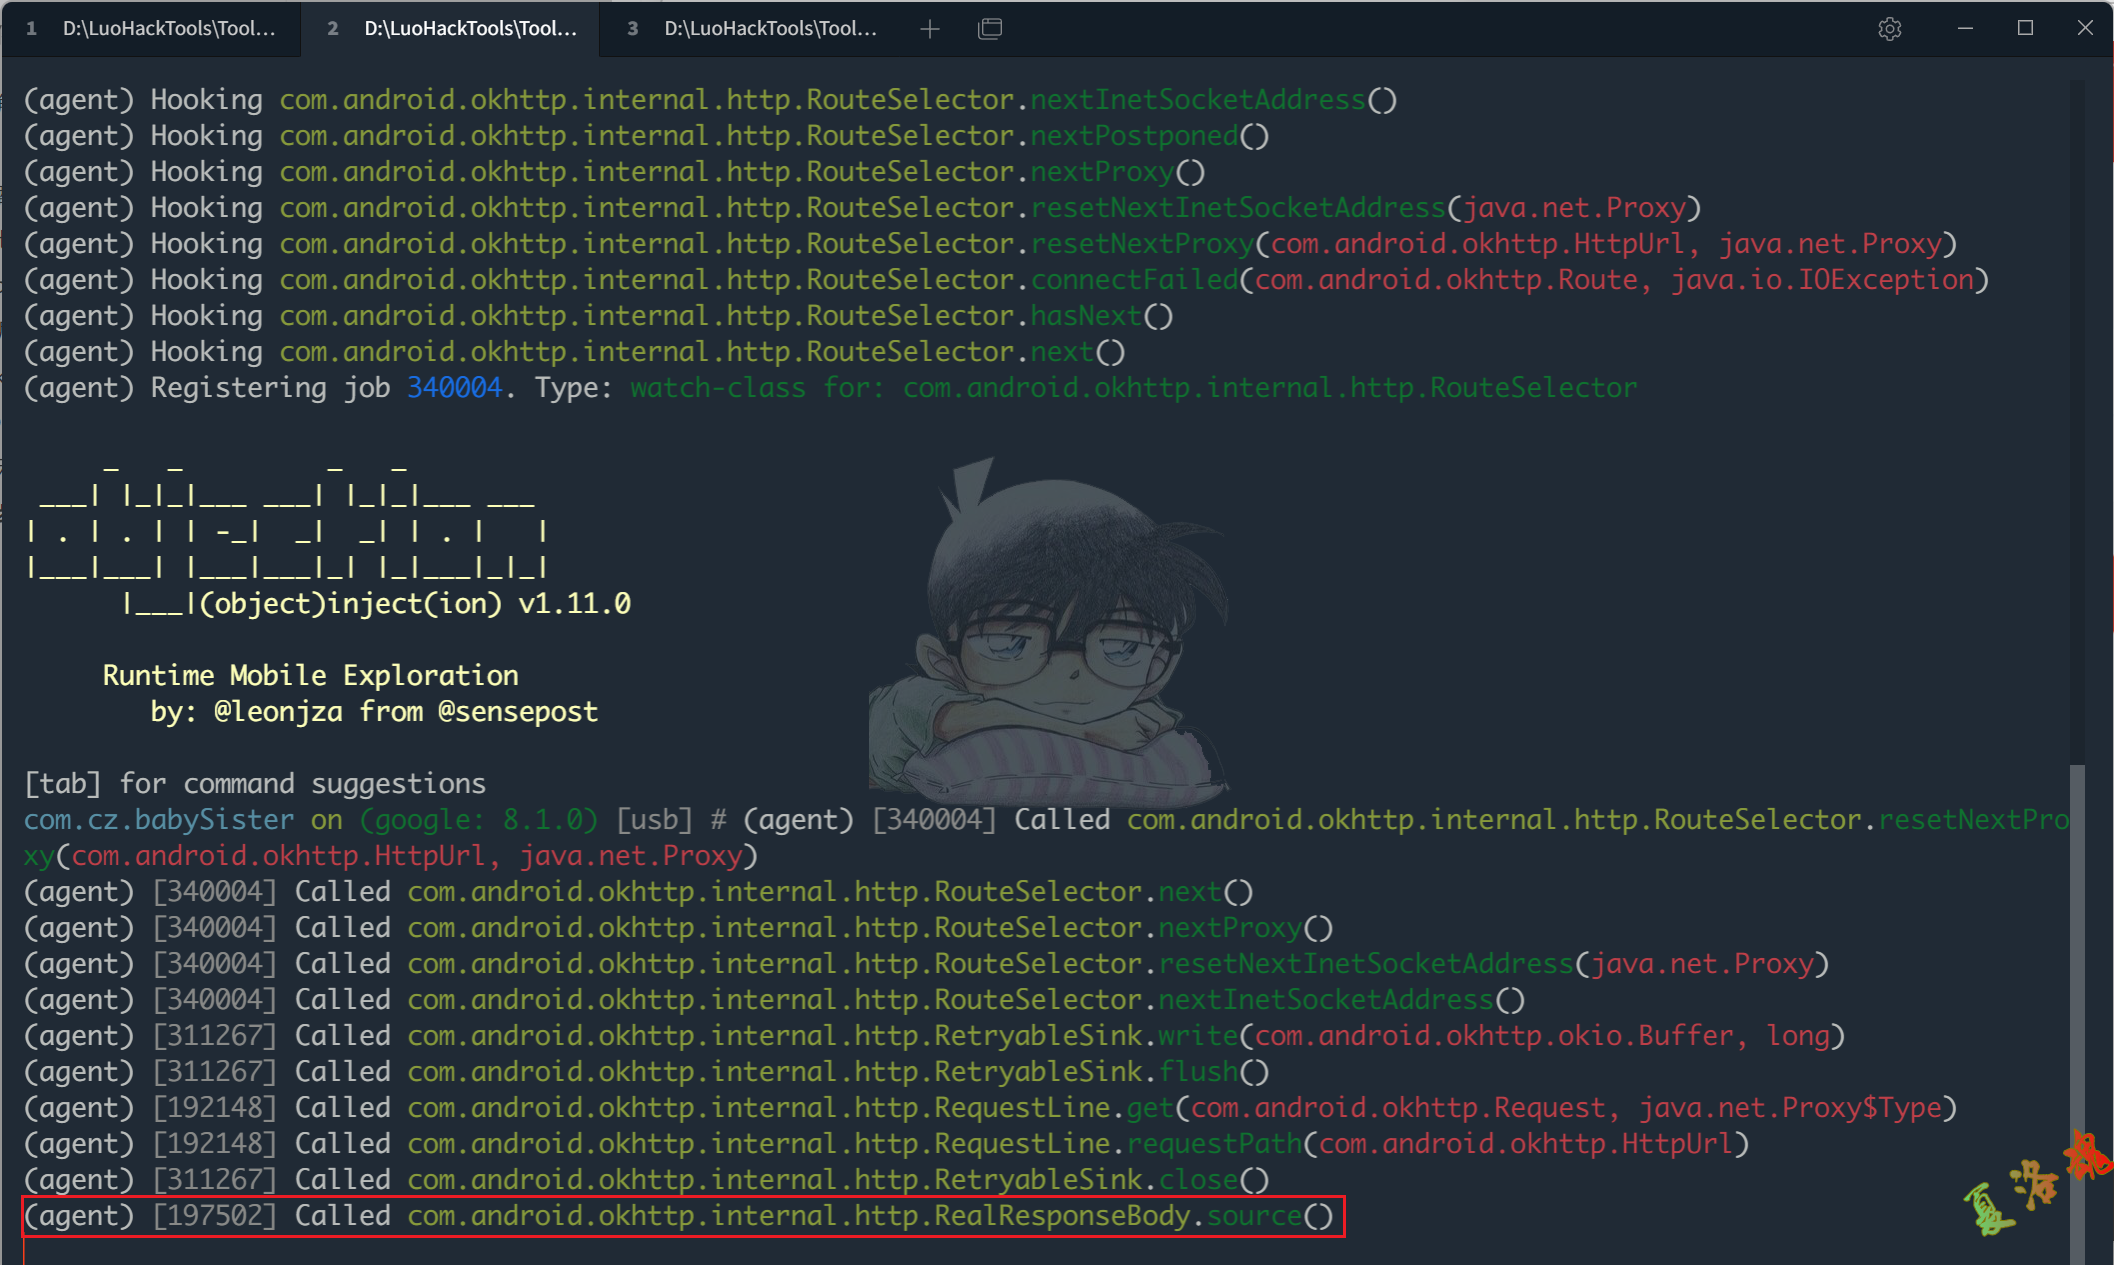 1 D:\LuoHackTools\Tool... 2 D:\LuoHackTools\Tool... 3 D:\LuoHackTools\Tool...
(agent) Hooking com.android.okhttp.internal.http.RouteSelector.nextInetSocketAddress()
(agent) Hooking com.android.okhttp.internal.http.RouteSelector.nextPostponed()
(agent) Hooking com.android.okhttp.internal.http.RouteSelector.nextProxy()
(agent) Hooking com.android.okhttp.internal.http.RouteSelector.resetNextInetSocketAddress(java.net.Proxy)
(agent) Hooking com.android.okhttp.internal.http.RouteSelector.resetNextProxy(com.android.okhttp.HttpUrl, java.net.Proxy)
(agent) Hooking com.android.okhttp.internal.http.RouteSelector.connectFailed(com.android.okhttp.Route, java.io.IOException)
(agent) Hooking com.android.okhttp.internal.http.RouteSelector.hasNext()
(agent) Hooking com.android.okhttp.internal.http.RouteSelector.next()
(agent) Registering job 340004. Type: watch-class for: com.android.okhttp.internal.http.RouteSelector
     _   _         _   _
 ___| |_|_|___ ___| |_|_|___ ___
| . | . | | -_|  _|  _| | . |   |
|___|___| |___|___|_| |_|___|_|_|
      |___|(object)inject(ion) v1.11.0
Runtime Mobile Exploration
by: @leonjza from @sensepost
[tab] for command suggestions
com.cz.babySister on (google: 8.1.0) [usb] # (agent) [340004] Called com.android.okhttp.internal.http.RouteSelector.resetNextPro
xy(com.android.okhttp.HttpUrl, java.net.Proxy)
(agent) [340004] Called com.android.okhttp.internal.http.RouteSelector.next()
(agent) [340004] Called com.android.okhttp.internal.http.RouteSelector.nextProxy()
(agent) [340004] Called com.android.okhttp.internal.http.RouteSelector.resetNextInetSocketAddress(java.net.Proxy)
(agent) [340004] Called com.android.okhttp.internal.http.RouteSelector.nextInetSocketAddress()
(agent) [311267] Called com.android.okhttp.internal.http.RetryableSink.write(com.android.okhttp.okio.Buffer, long)
(agent) [311267] Called com.android.okhttp.internal.http.RetryableSink.flush()
(agent) [192148] Called com.android.okhttp.internal.http.RequestLine.get(com.android.okhttp.Request, java.net.Proxy$Type)
(agent) [192148] Called com.android.okhttp.internal.http.RequestLine.requestPath(com.android.okhttp.HttpUrl)
(agent) [311267] Called com.android.okhttp.internal.http.RetryableSink.close()
(agent) [197502] Called com.android.okhttp.internal.http.RealResponseBody.source()